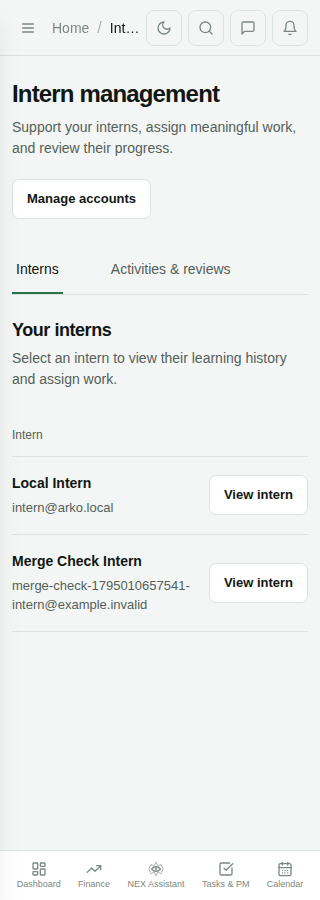 Home / Int…
Intern management
Support your interns, assign meaningful work,
and review their progress.
Manage accounts
Interns Activities & reviews
Your interns
Select an intern to view their learning history
and assign work.
Intern
Local Intern
intern@arko.local
View intern
Merge Check Intern
merge-check-1795010657541-
intern@example.invalid
View intern
Dashboard Finance NEX Assistant Tasks & PM Calendar